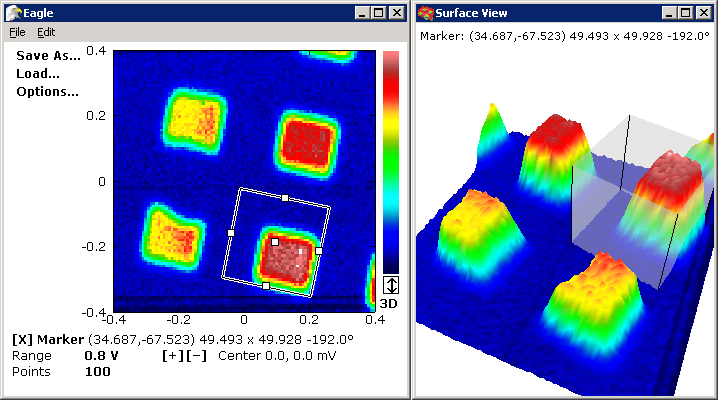 Eagle
File Edit
Save As...
Load...
Options...
0.4
0.2
0
-0.2
-0.4
-0.4 -0.2 0 0.2 0.4
3D
[X] Marker (34.687,-67.523) 49.493 x 49.928 -192.0°
Range 0.8 V [+][−] Center 0.0, 0.0 mV
Points 100
Surface View
Marker: (34.687,-67.523) 49.493 x 49.928 -192.0°